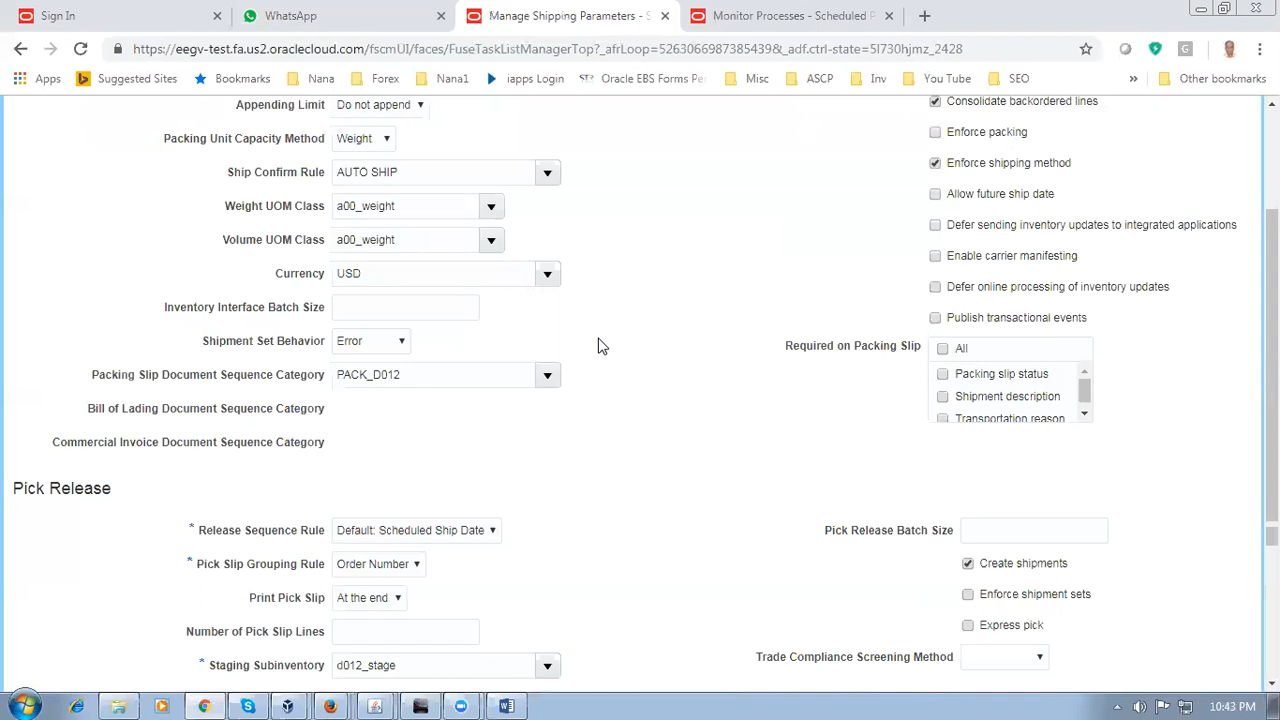 Sign In
WhatsApp
Manage Shipping Parameters - S
Monitor Processes - Scheduled P
https://eegv-test.fa.us2.oraclecloud.com/fscmUI/faces/FuseTaskListManagerTop?_afrLoop=52630669873854​39&_adf.ctrl-state=5l730hjmz_2428
G
Apps
Suggested Sites
Bookmarks
Nana
Forex
Nana1
iapps Login
Oracle EBS Forms Pe
Misc
ASCP
Inv
You Tube
SEO
Other bookmarks
Appending Limit Do not append
Consolidate backordered lines
Packing Unit Capacity Method Weight
Enforce packing
Ship Confirm Rule AUTO SHIP
Enforce shipping method
Weight UOM Class a00_weight
Allow future ship date
Volume UOM Class a00_weight
Defer sending inventory updates to integrated applications
Currency USD
Enable carrier manifesting
Inventory Interface Batch Size
Defer online processing of inventory updates
Shipment Set Behavior Error
Publish transactional events
Packing Slip Document Sequence Category PACK_D012
Required on Packing Slip All
Packing slip status
Shipment description
Transportation reason
Bill of Lading Document Sequence Category
Commercial Invoice Document Sequence Category
Pick Release
* Release Sequence Rule Default: Scheduled Ship Date
Pick Release Batch Size
* Pick Slip Grouping Rule Order Number
Create shipments
Print Pick Slip At the end
Enforce shipment sets
Number of Pick Slip Lines
Express pick
* Staging Subinventory d012_stage
Trade Compliance Screening Method
10:43 PM